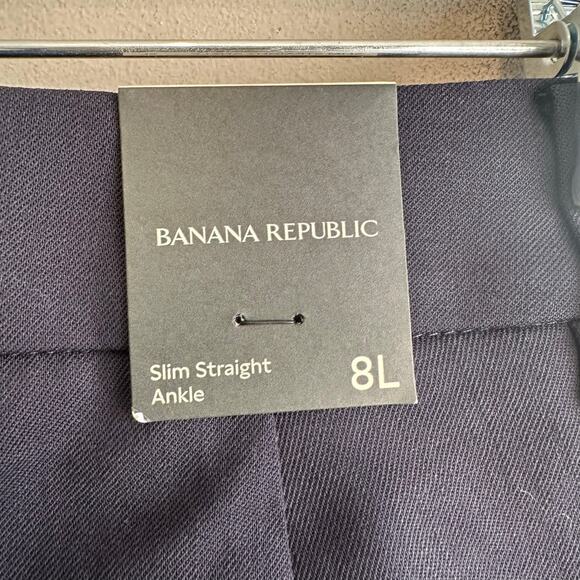 BANANA REPUBLIC
Slim Straight
Ankle
8L